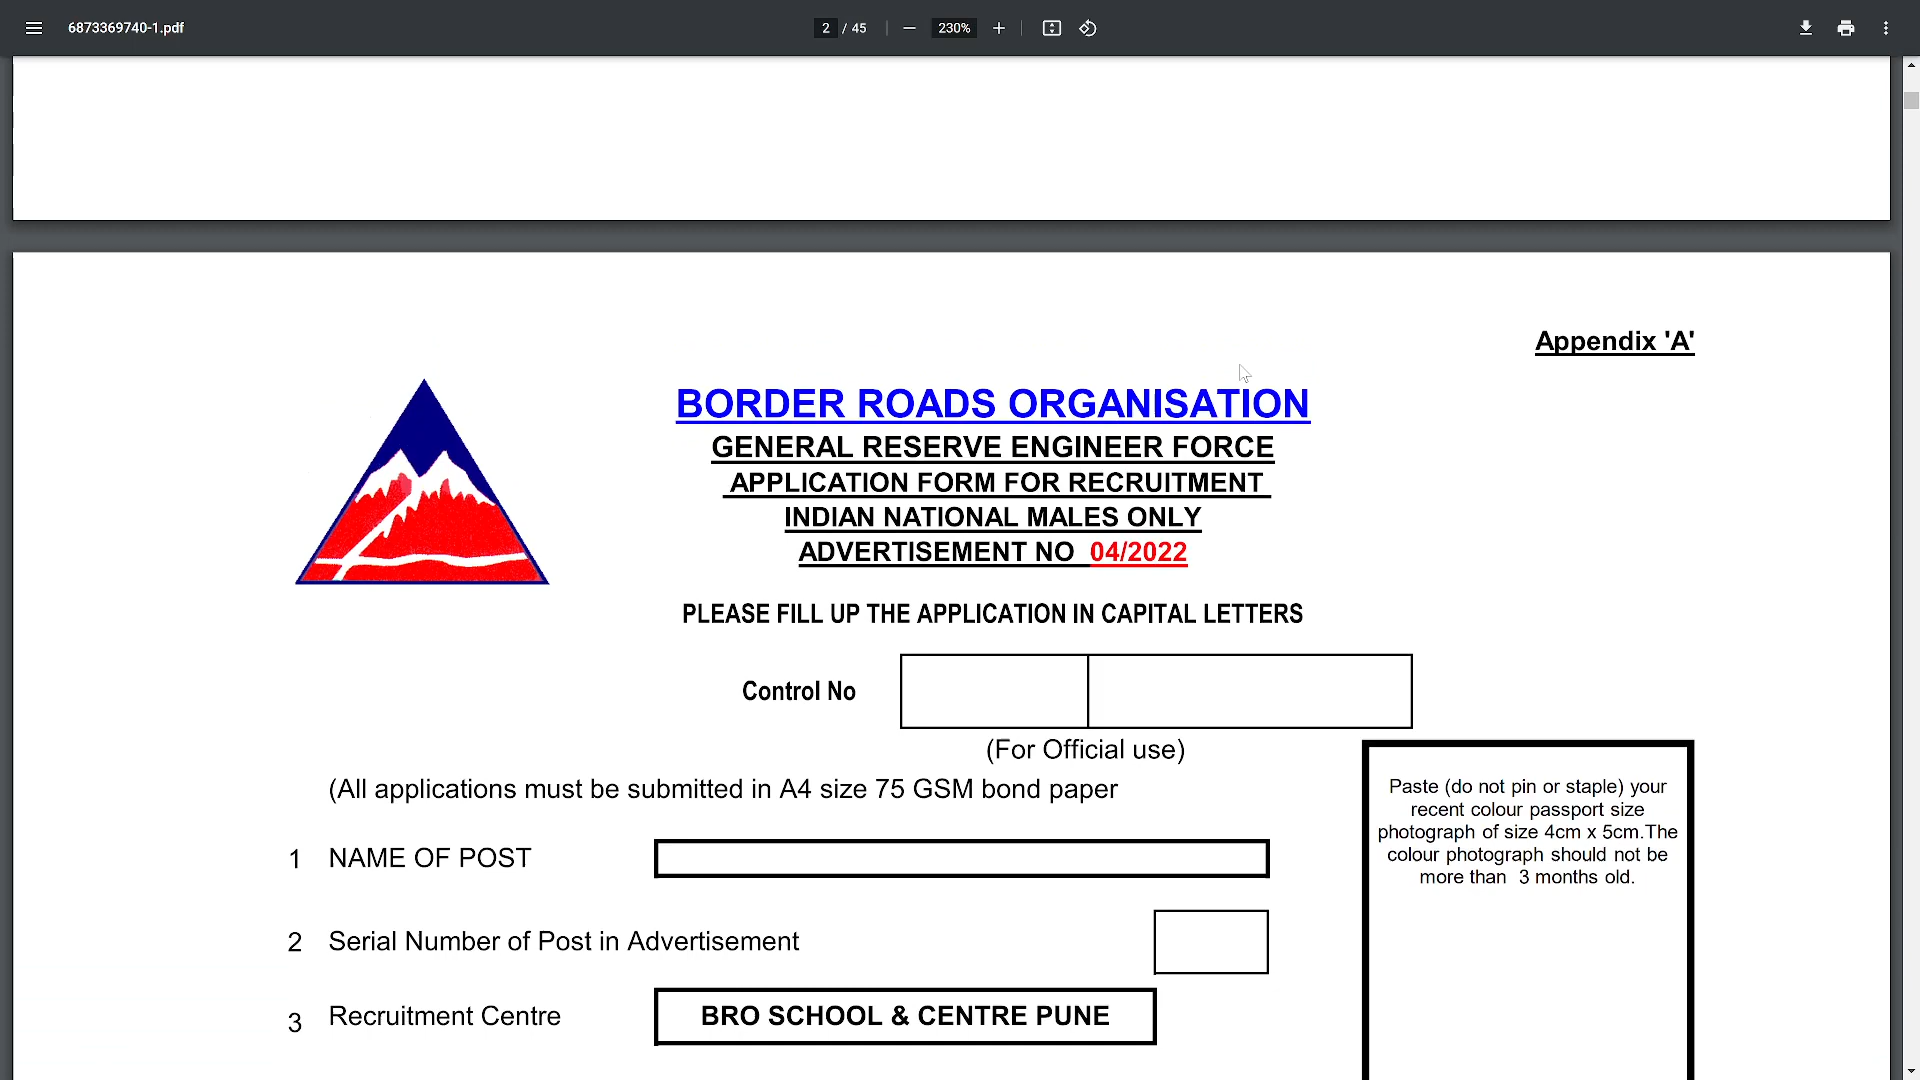 6873369740-1.pdf
2 / 45
230%
Appendix 'A'
BORDER ROADS ORGANISATION
GENERAL RESERVE ENGINEER FORCE
APPLICATION FORM FOR RECRUITMENT
INDIAN NATIONAL MALES ONLY
ADVERTISEMENT NO 04/2022
PLEASE FILL UP THE APPLICATION IN CAPITAL LETTERS
Control No
(For Official use)
(All applications must be submitted in A4 size 75 GSM bond paper
Paste (do not pin or staple) your
recent colour passport size
photograph of size 4cm x 5cm.The
colour photograph should not be
more than 3 months old.
1 NAME OF POST
2 Serial Number of Post in Advertisement
3 Recruitment Centre BRO SCHOOL & CENTRE PUNE